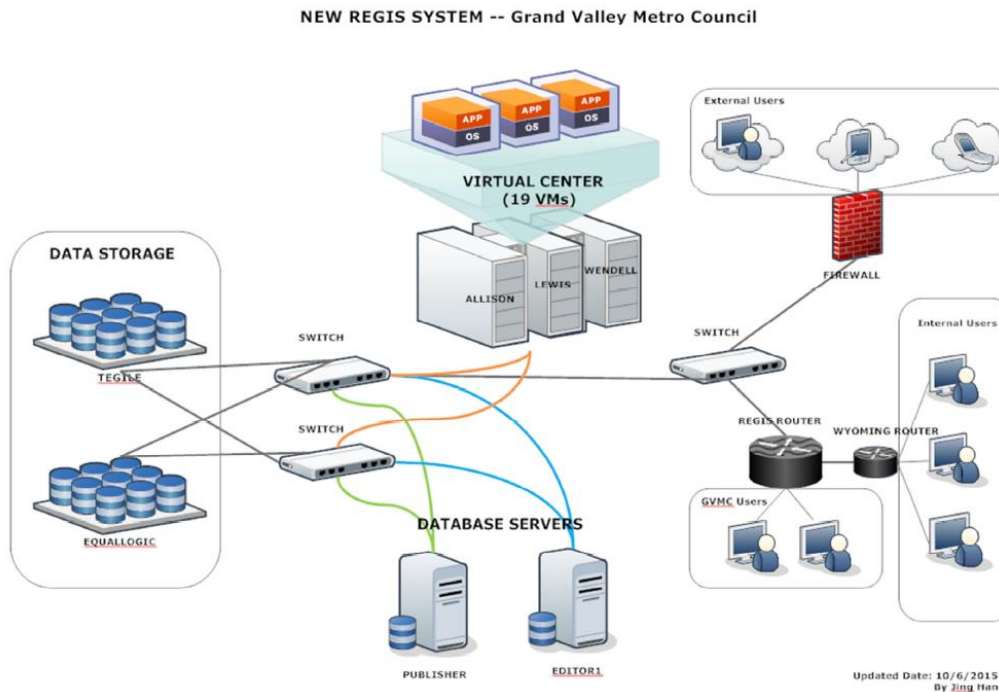 NEW REGIS SYSTEM -- Grand Valley Metro Council
APP
OS
APP
OS
APP
OS
VIRTUAL CENTER
(19 VMs)
External Users
FIREWALL
DATA STORAGE
ALLISON
LEWIS
WENDELL
TEGILE
SWITCH
SWITCH
SWITCH
Internal Users
REGIS ROUTER
WYOMING ROUTER
GVMC Users
EQUALLOGIC
DATABASE SERVERS
PUBLISHER
EDITOR1
Updated Date: 10/6/2015
By Jing Han